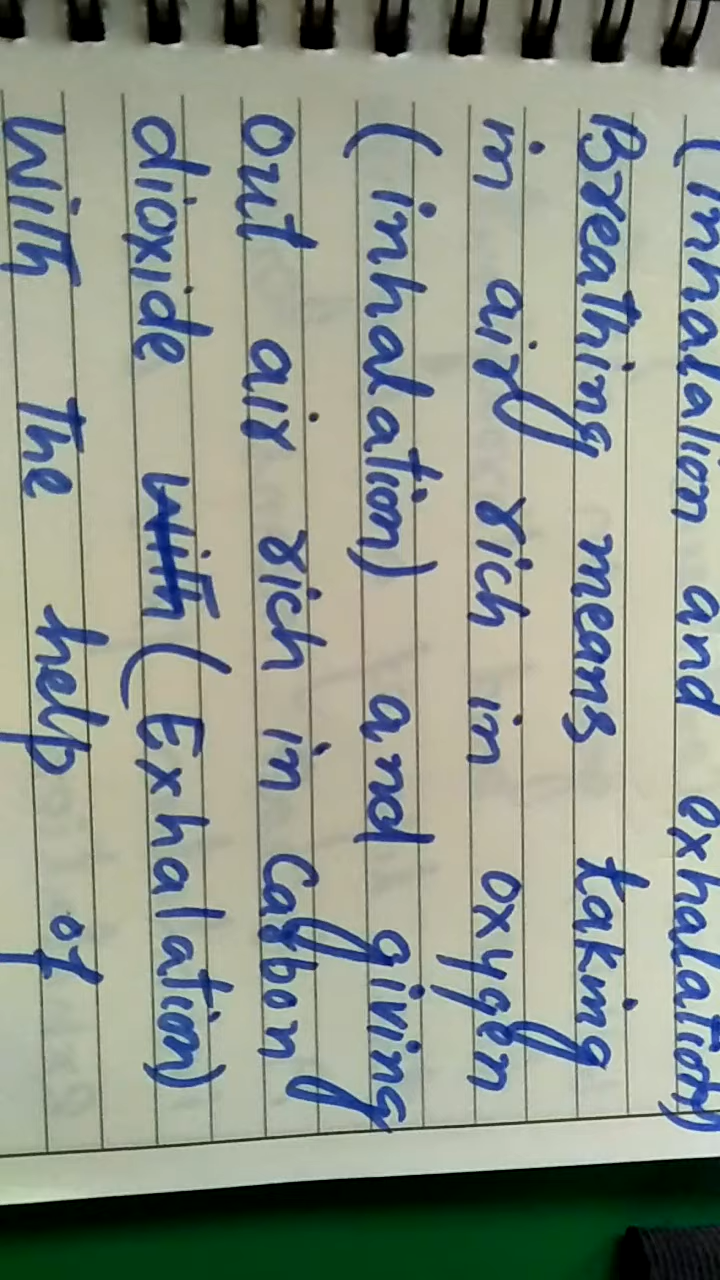 (inhalation and exhalation)
Breathing means taking
in air rich in oxygen
(inhalation) and giving
out air rich in carbon
dioxide with (Exhalation)
With the help of